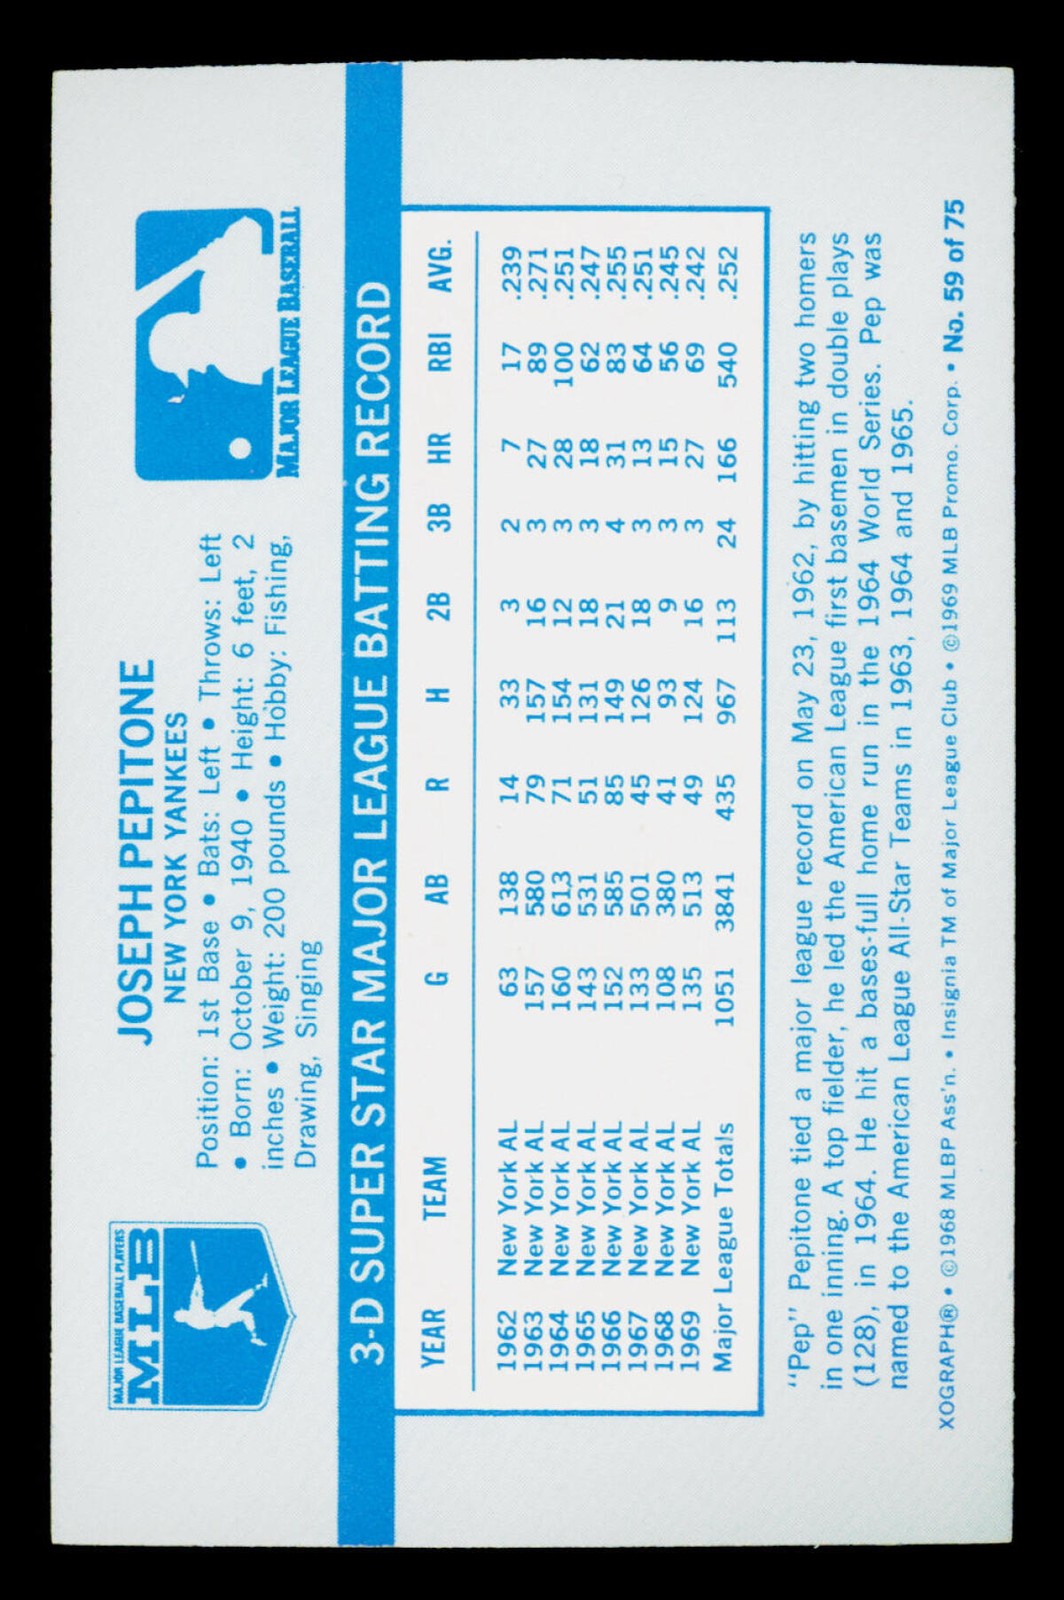 MAJOR LEAGUE BASEBALL PLAYERS
MLB
JOSEPH PEPITONE
NEW YORK YANKEES
Position: 1st Base • Bats: Left • Throws: Left
• Born: October 9, 1940 • Height: 6 feet, 2
inches • Weight: 200 pounds • Hobby: Fishing,
Drawing, Singing
MAJOR LEAGUE BASEBALL
3-D SUPER STAR MAJOR LEAGUE BATTING RECORD
YEAR TEAM G AB R H 2B 3B HR RBI AVG.
1962 New York AL 63 138 14 33 3 2 7 17 .239
1963 New York AL 157 580 79 157 16 3 27 89 .271
1964 New York AL 160 613 71 154 12 3 28 100 .251
1965 New York AL 143 531 51 131 18 3 18 62 .247
1966 New York AL 152 585 85 149 21 4 31 83 .255
1967 New York AL 133 501 45 126 18 3 13 64 .251
1968 New York AL 108 380 41 93 9 3 15 56 .245
1969 New York AL 135 513 49 124 16 3 27 69 .242
Major League Totals 1051 3841 435 967 113 24 166 540 .252
"Pep" Pepitone tied a major league record on May 23, 1962, by hitting two homers
in one inning. A top fielder, he led the American League first basemen in double plays
(128), in 1964. He hit a bases-full home run in the 1964 World Series. Pep was
named to the American League All-Star Teams in 1963, 1964 and 1965.
XOGRAPH® • ©1968 MLBP Ass'n. • Insignia TM of Major League Club • ©1969 MLB Promo. Corp. • No. 59 of 75